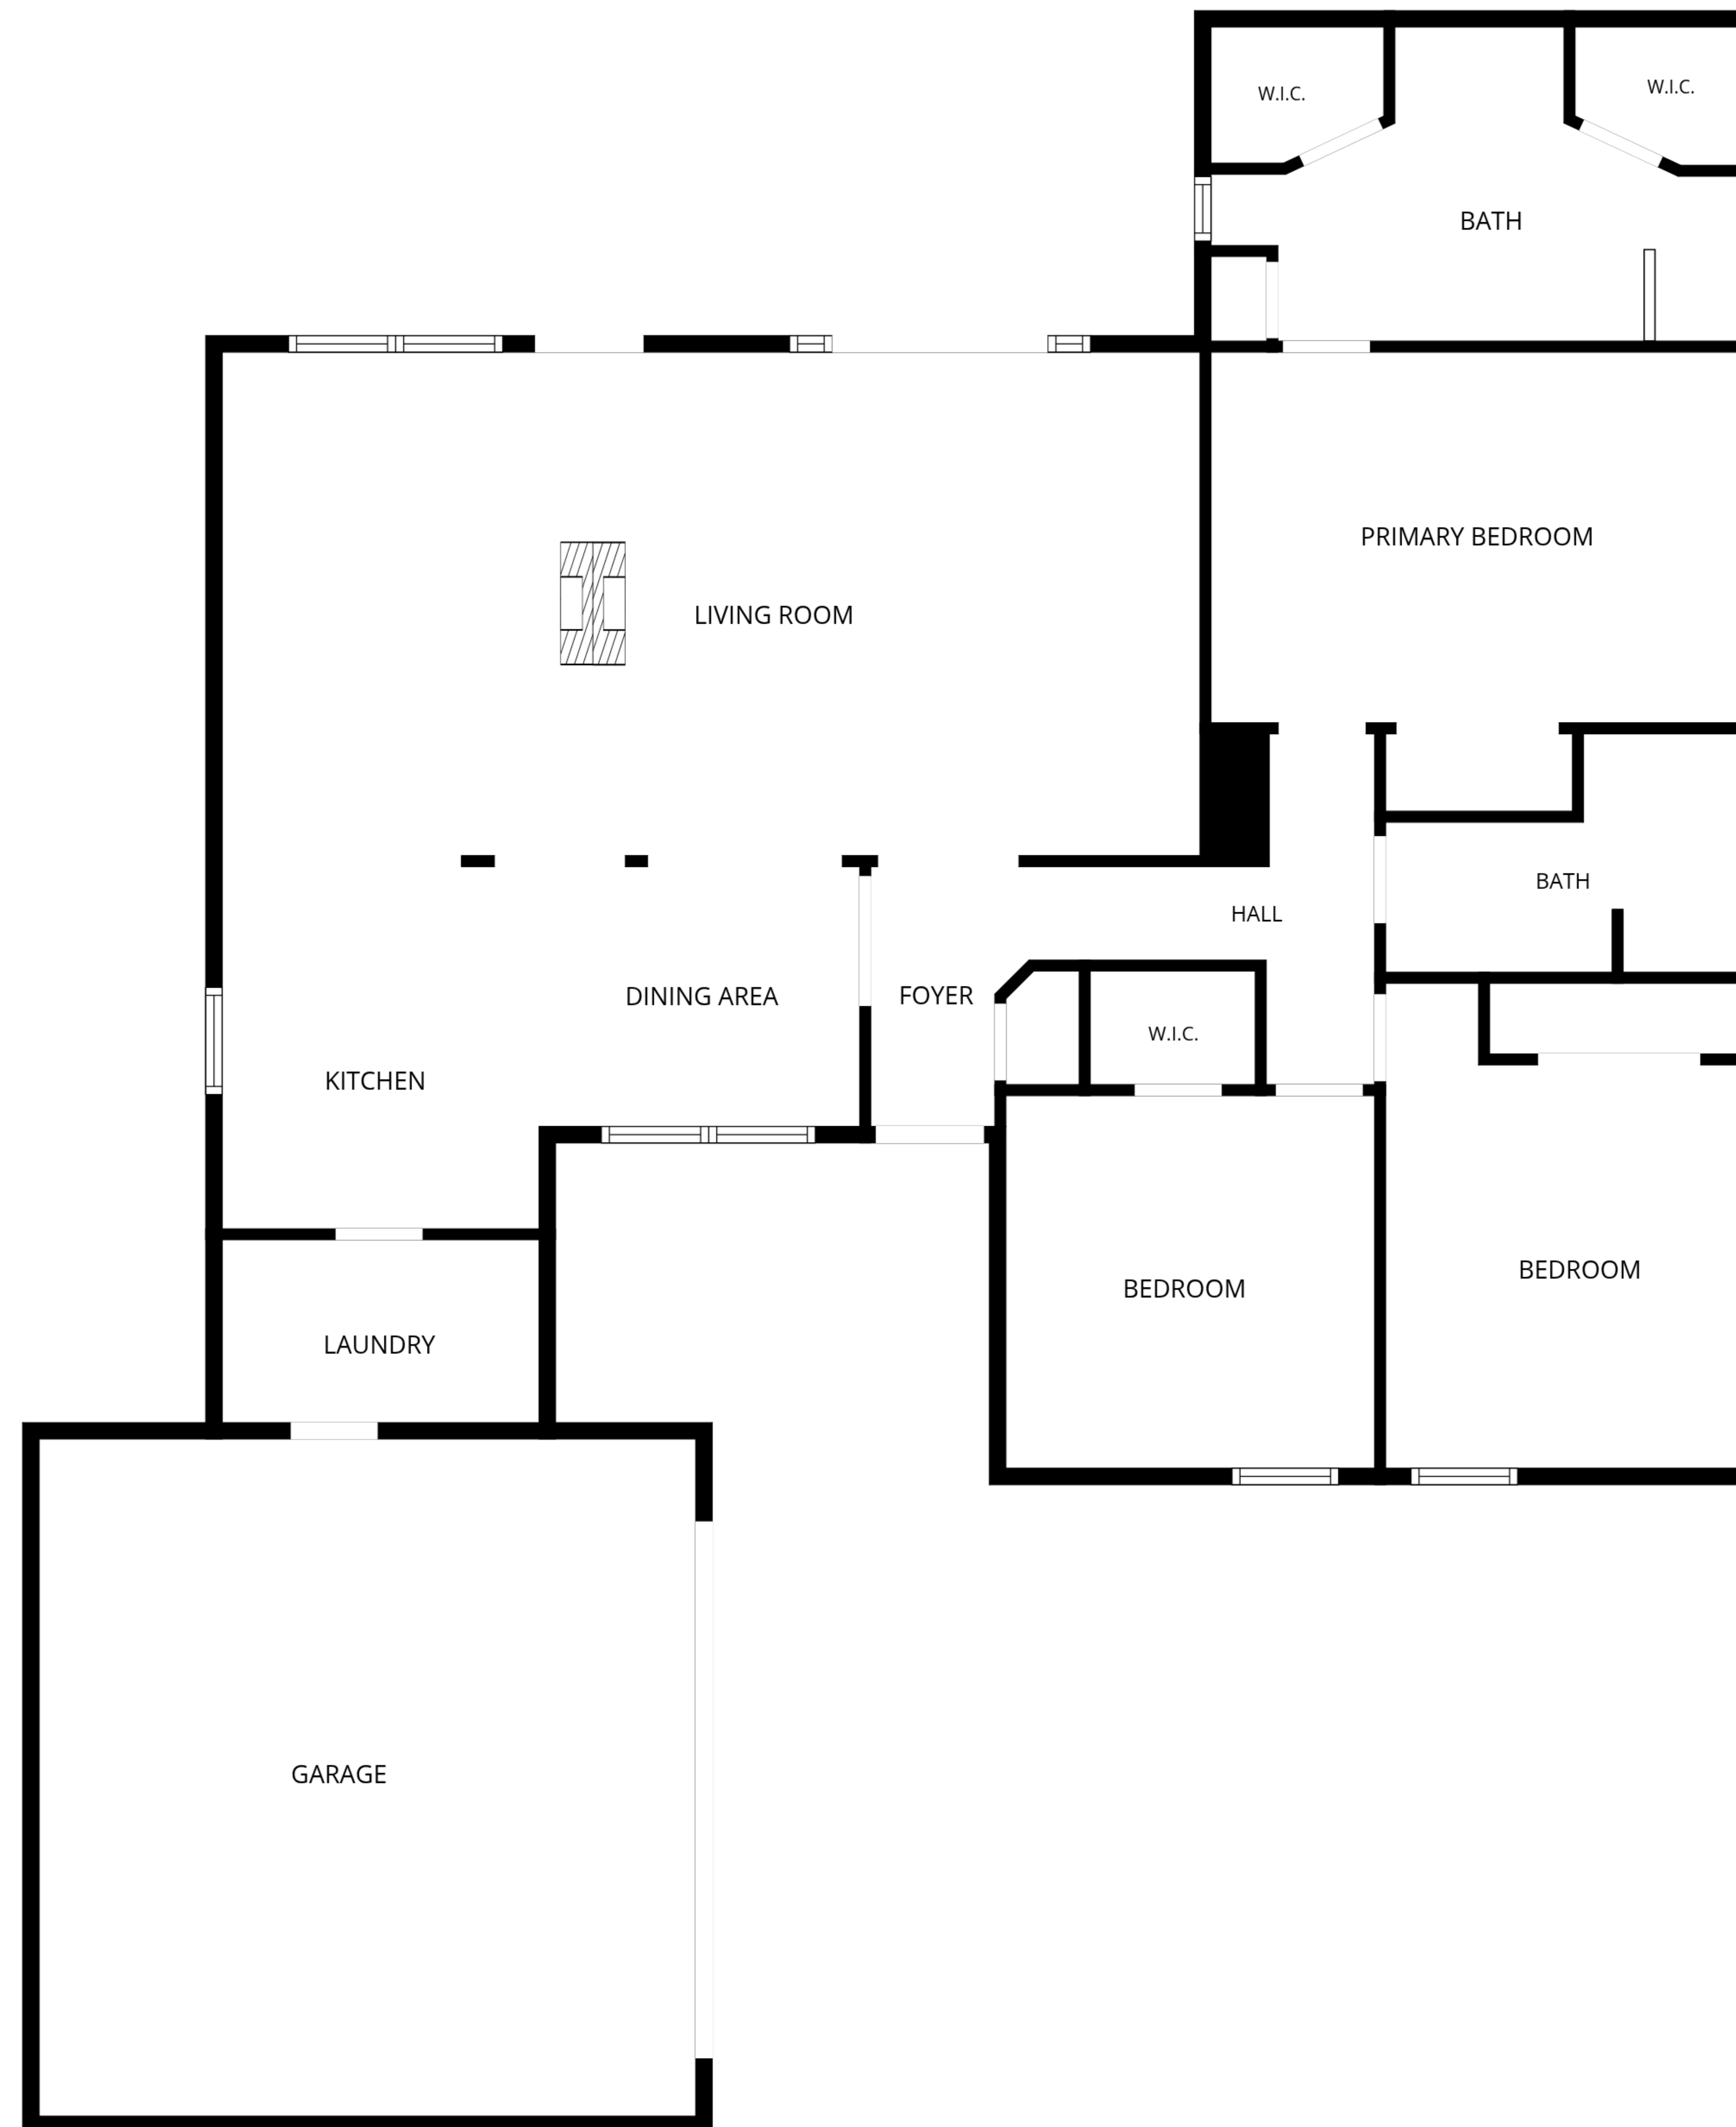 W.I.C.
W.I.C.
BATH
PRIMARY BEDROOM
LIVING ROOM
BATH
HALL
DINING AREA
FOYER
W.I.C.
KITCHEN
BEDROOM
BEDROOM
LAUNDRY
GARAGE